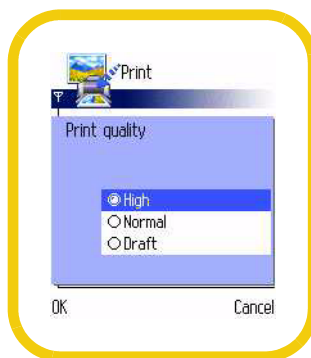 Print
Print quality
High
Normal
Draft
OK Cancel